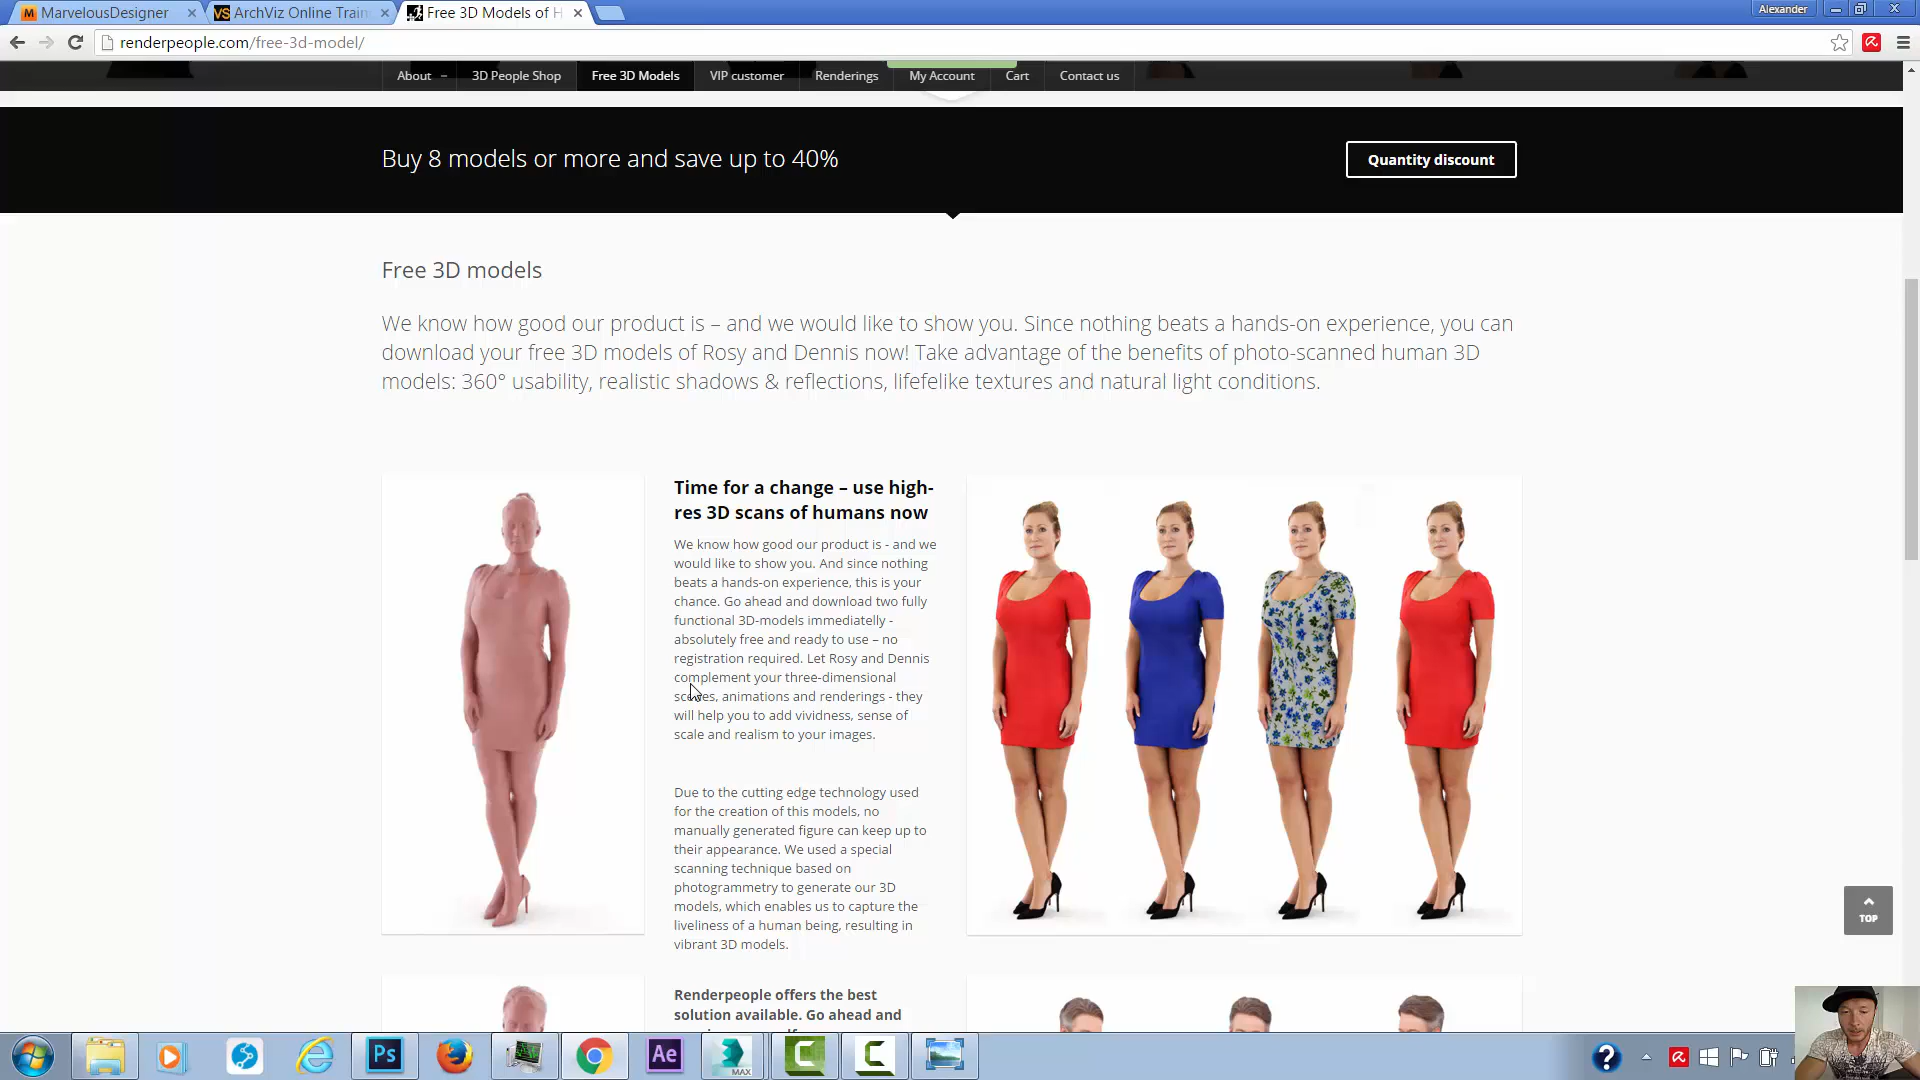 MarvelousDesigner
ArchViz Online Train
Free 3D Models of H
Alexander
renderpeople.com/free-3d-model/
About
3D People Shop
Free 3D Models
VIP customer
Renderings
My Account
Cart
Contact us
Buy 8 models or more and save up to 40%
Quantity discount
Free 3D models
We know how good our product is – and we would like to show you. Since nothing beats a hands-on experience, you can
download your free 3D models of Rosy and Dennis now! Take advantage of the benefits of photo-scanned human 3D
models: 360° usability, realistic shadows & reflections, lifefelike textures and natural light conditions.
Time for a change – use high-
res 3D scans of humans now
We know how good our product is - and we
would like to show you. And since nothing
beats a hands-on experience, this is your
chance. Go ahead and download two fully
functional 3D-models immediatelly -
absolutely free and ready to use – no
registration required. Let Rosy and Dennis
complement your three-dimensional
scenes, animations and renderings - they
will help you to add vividness, sense of
scale and realism to your images.
Due to the cutting edge technology used
for the creation of this models, no
manually generated figure can keep up to
their appearance. We used a special
scanning technique based on
photogrammetry to generate our 3D
models, which enables us to capture the
liveliness of a human being, resulting in
vibrant 3D models.
Renderpeople offers the best
solution available. Go ahead and
TOP
Ps
Ae
MAX